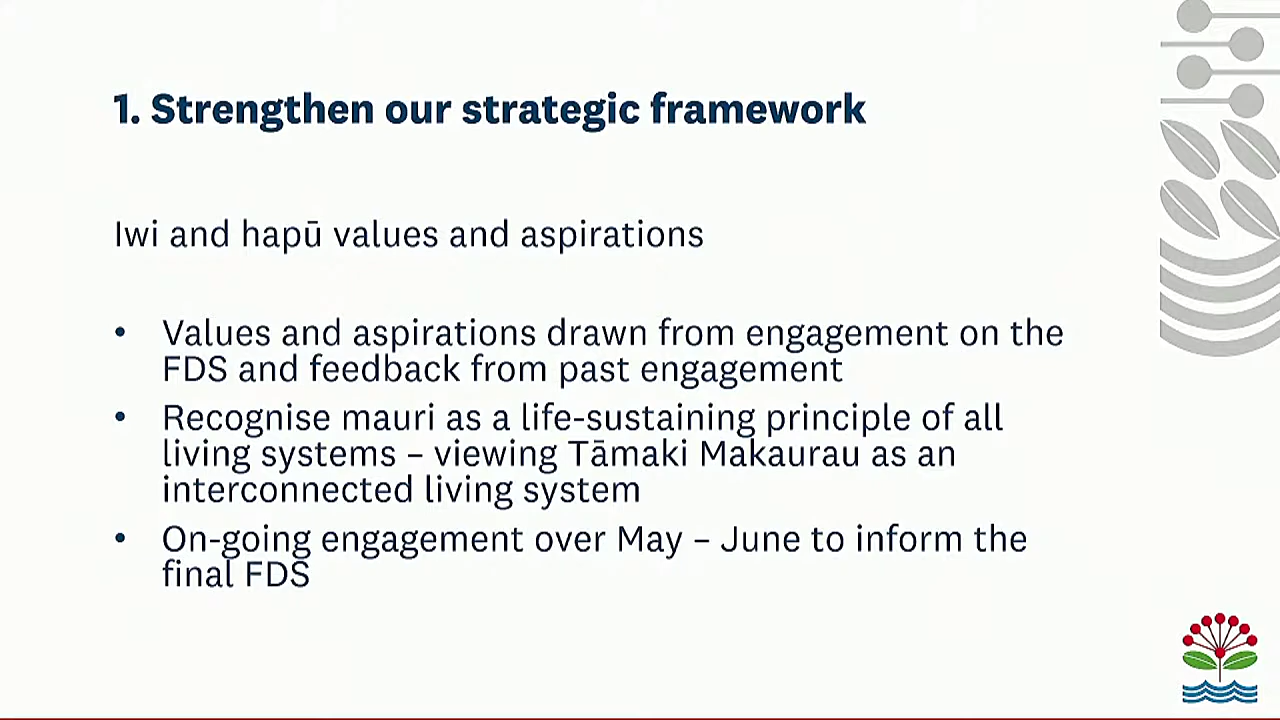 1. Strengthen our strategic framework
Iwi and hapū values and aspirations
• Values and aspirations drawn from engagement on the
FDS and feedback from past engagement
• Recognise mauri as a life-sustaining principle of all
living systems – viewing Tāmaki Makaurau as an
interconnected living system
• On-going engagement over May – June to inform the
final FDS